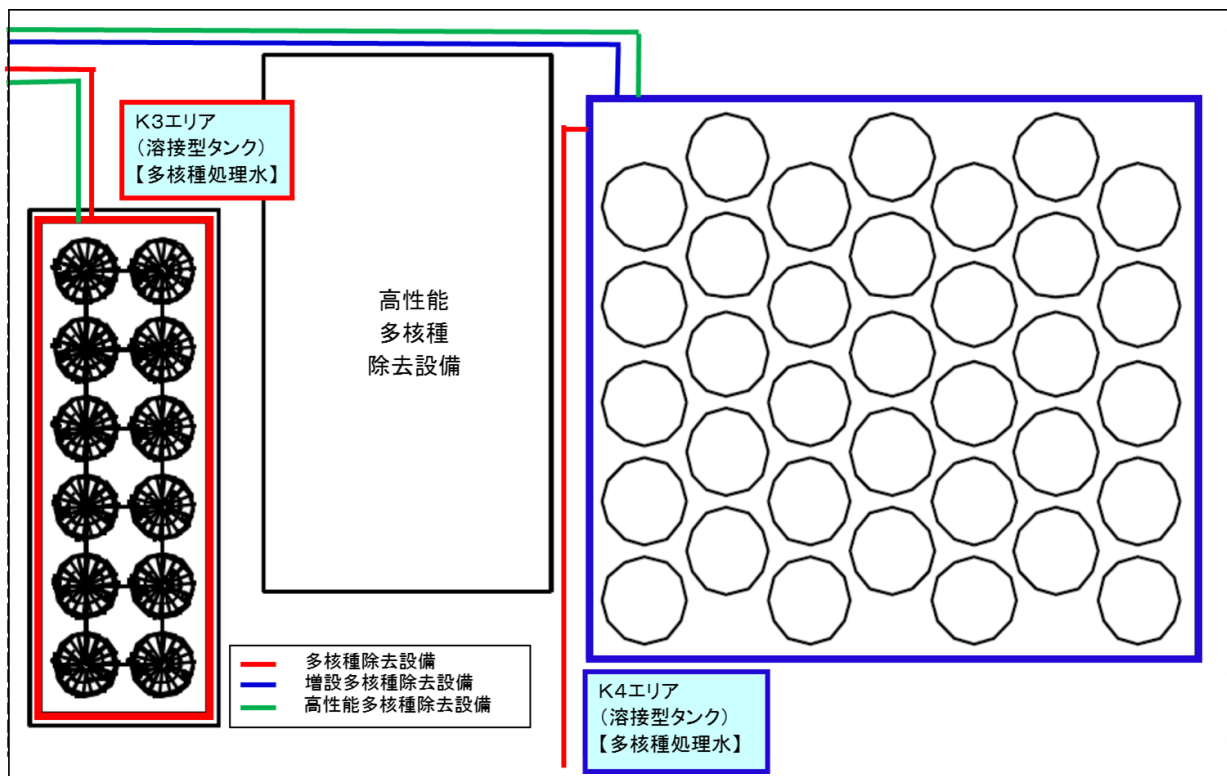 K3エリア
(溶接型タンク)
【多核種処理水】
高性能
多核種
除去設備
多核種除去設備
増設多核種除去設備
高性能多核種除去設備
K4エリア
(溶接型タンク)
【多核種処理水】